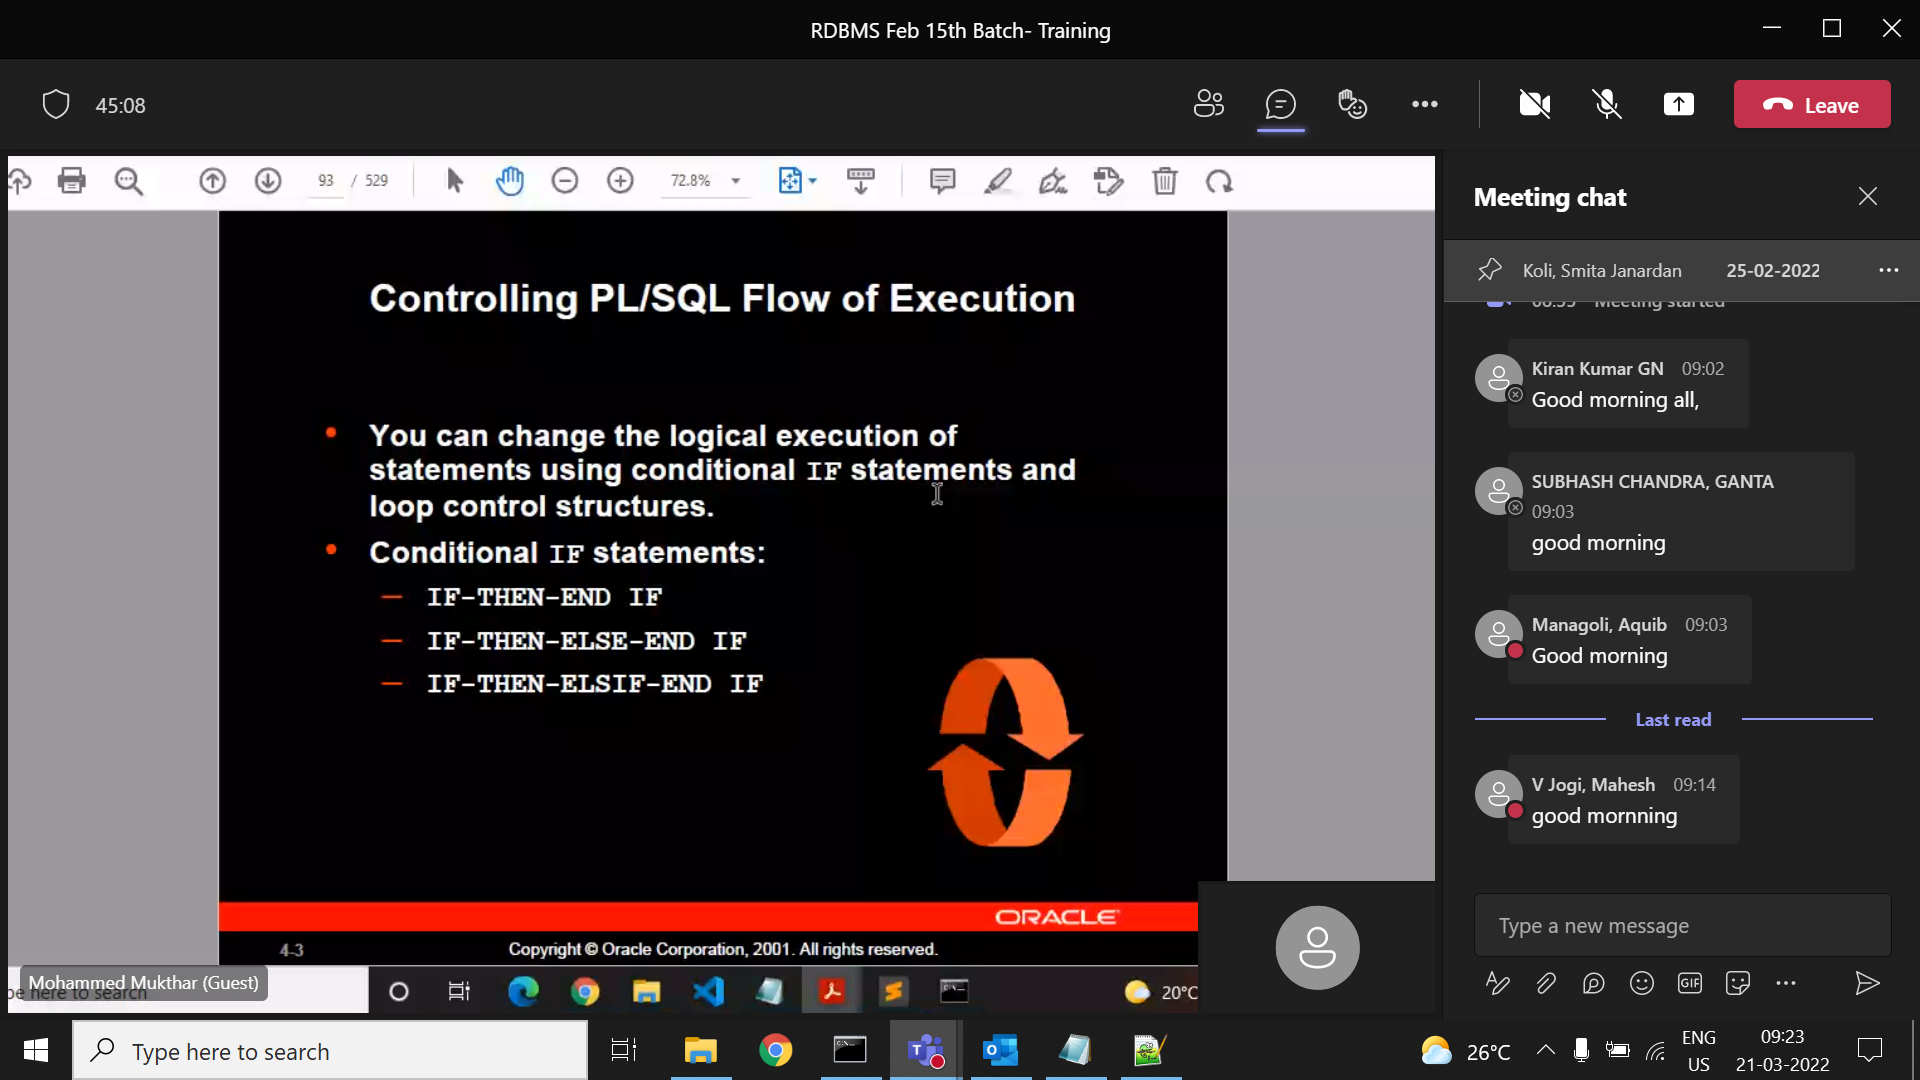 RDBMS Feb 15th Batch- Training
45:08
Leave
93 / 529
72.8%
Controlling PL/SQL Flow of Execution
• You can change the logical execution of
statements using conditional IF statements and
loop control structures.
• Conditional IF statements:
— IF-THEN-END IF
— IF-THEN-ELSE-END IF
— IF-THEN-ELSIF-END IF
ORACLE
4-3
Copyright © Oracle Corporation, 2001. All rights reserved.
Mohammed Mukthar (Guest)
here to search
20°C
Meeting chat
Koli, Smita Janardan 25-02-2022
Meeting started
Kiran Kumar GN 09:02
Good morning all,
SUBHASH CHANDRA, GANTA
09:03
good morning
Managoli, Aquib 09:03
Good morning
Last read
V Jogi, Mahesh 09:14
good mornning
Type a new message
GIF
Type here to search
26°C
ENG
US
09:23
21-03-2022